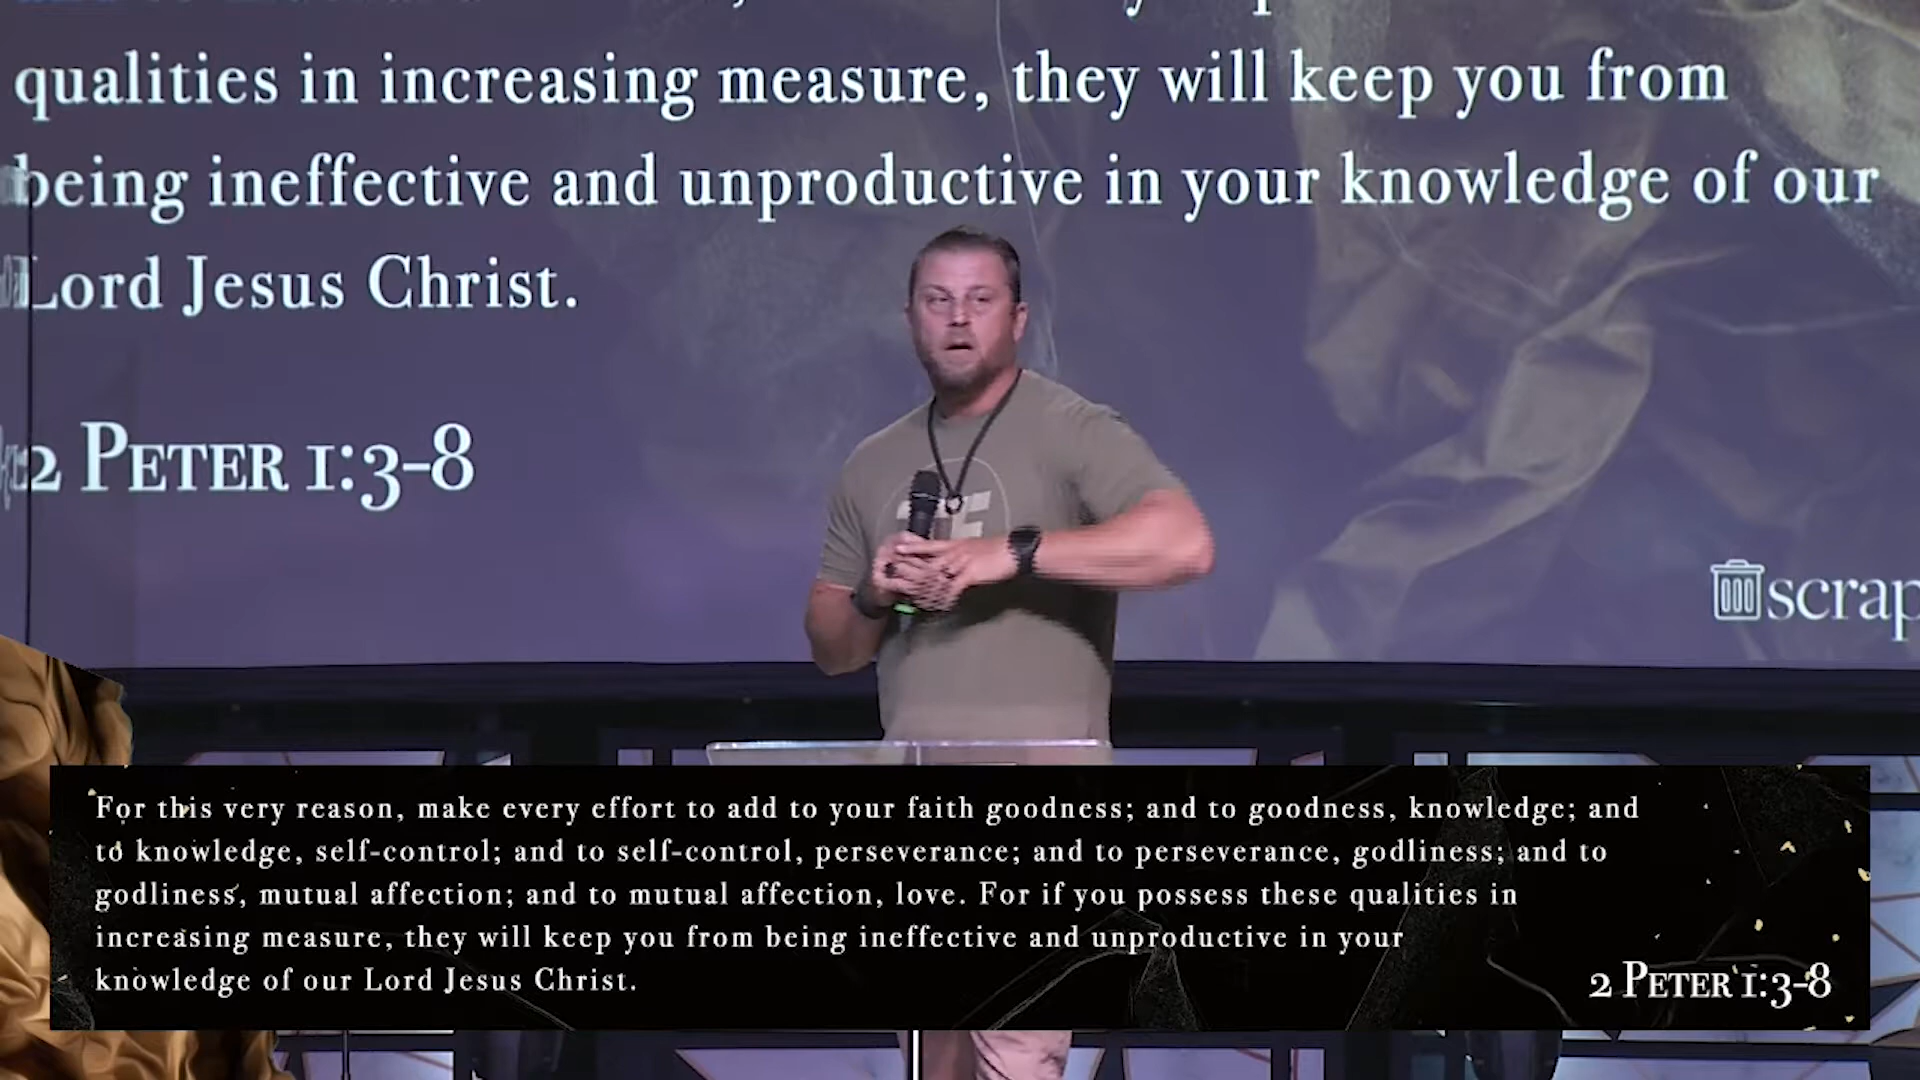 qualities in increasing measure, they will keep you from
being ineffective and unproductive in your knowledge of our
Lord Jesus Christ.
2 PETER 1:3-8
scrap
For this very reason, make every effort to add to your faith goodness; and to goodness, knowledge; and
to knowledge, self-control; and to self-control, perseverance; and to perseverance, godliness; and to
godliness, mutual affection; and to mutual affection, love. For if you possess these qualities in
increasing measure, they will keep you from being ineffective and unproductive in your
knowledge of our Lord Jesus Christ.
2 PETER 1:3-8